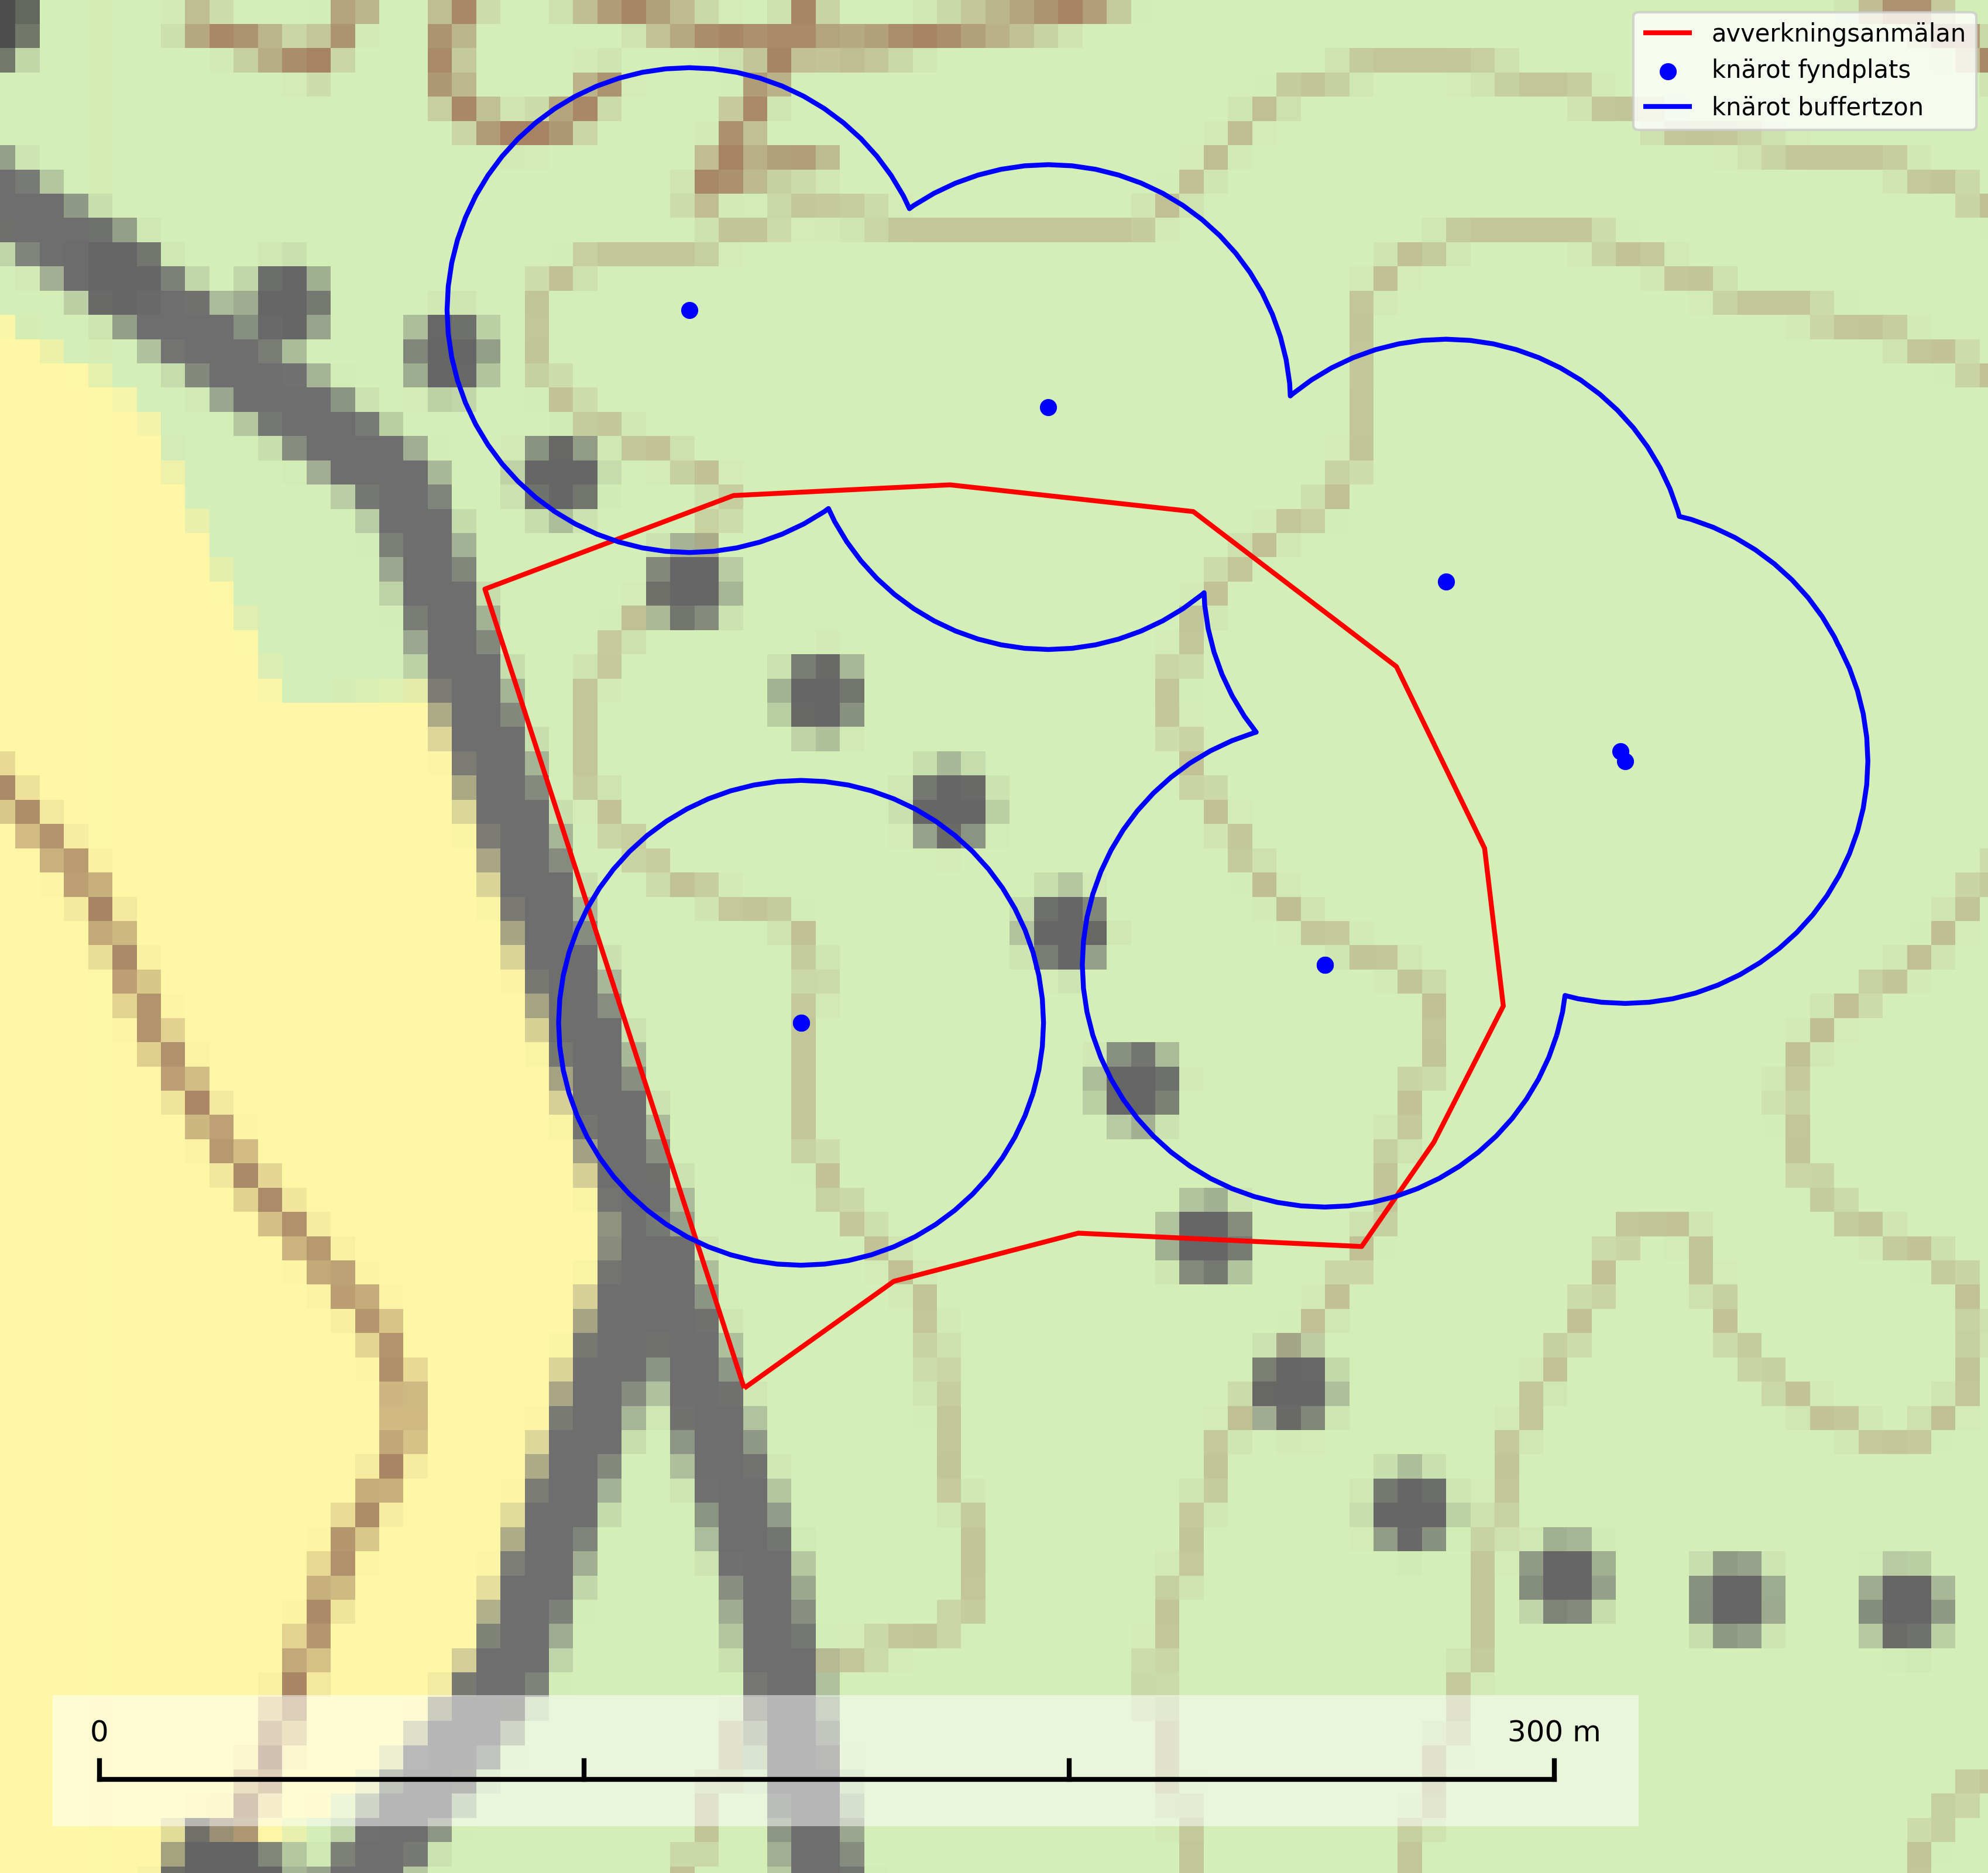 avverkningsanmälan
knärot fyndplats
knärot buffertzon
0 300 m